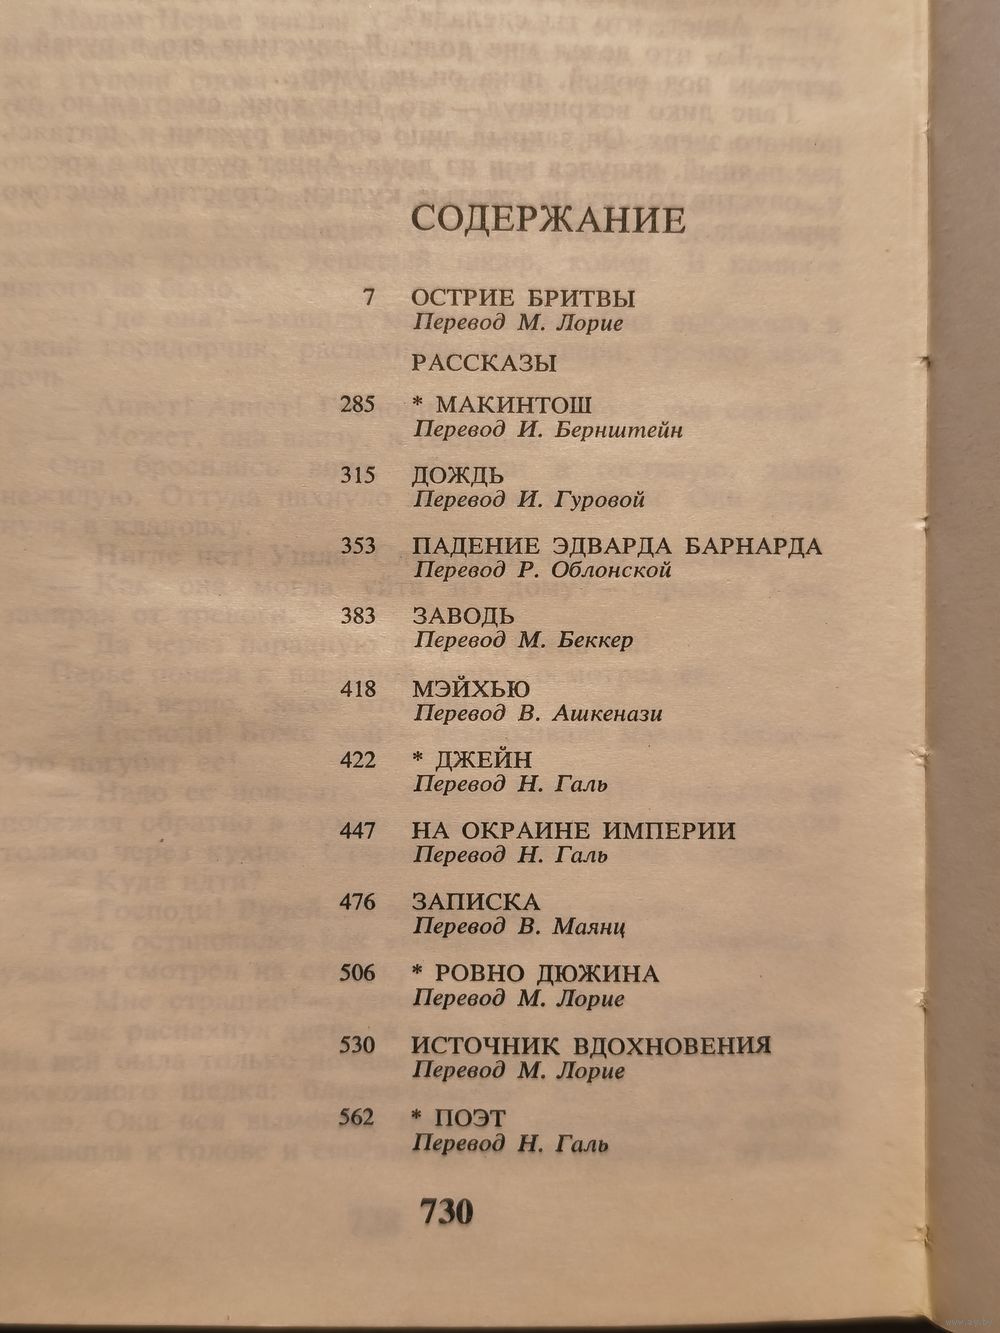 СОДЕРЖАНИЕ
7 ОСТРИЕ БРИТВЫ
Перевод М. Лорие
РАССКАЗЫ
285 * МАКИНТОШ
Перевод И. Бернштейн
315 ДОЖДЬ
Перевод И. Гуровой
353 ПАДЕНИЕ ЭДВАРДА БАРНАРДА
Перевод Р. Облонской
383 ЗАВОДЬ
Перевод М. Беккер
418 МЭЙХЬЮ
Перевод В. Ашкенази
422 * ДЖЕЙН
Перевод Н. Галь
447 НА ОКРАИНЕ ИМПЕРИИ
Перевод Н. Галь
476 ЗАПИСКА
Перевод В. Маянц
506 * РОВНО ДЮЖИНА
Перевод М. Лорие
530 ИСТОЧНИК ВДОХНОВЕНИЯ
Перевод М. Лорие
562 * ПОЭТ
Перевод Н. Галь
730
www.ay.by